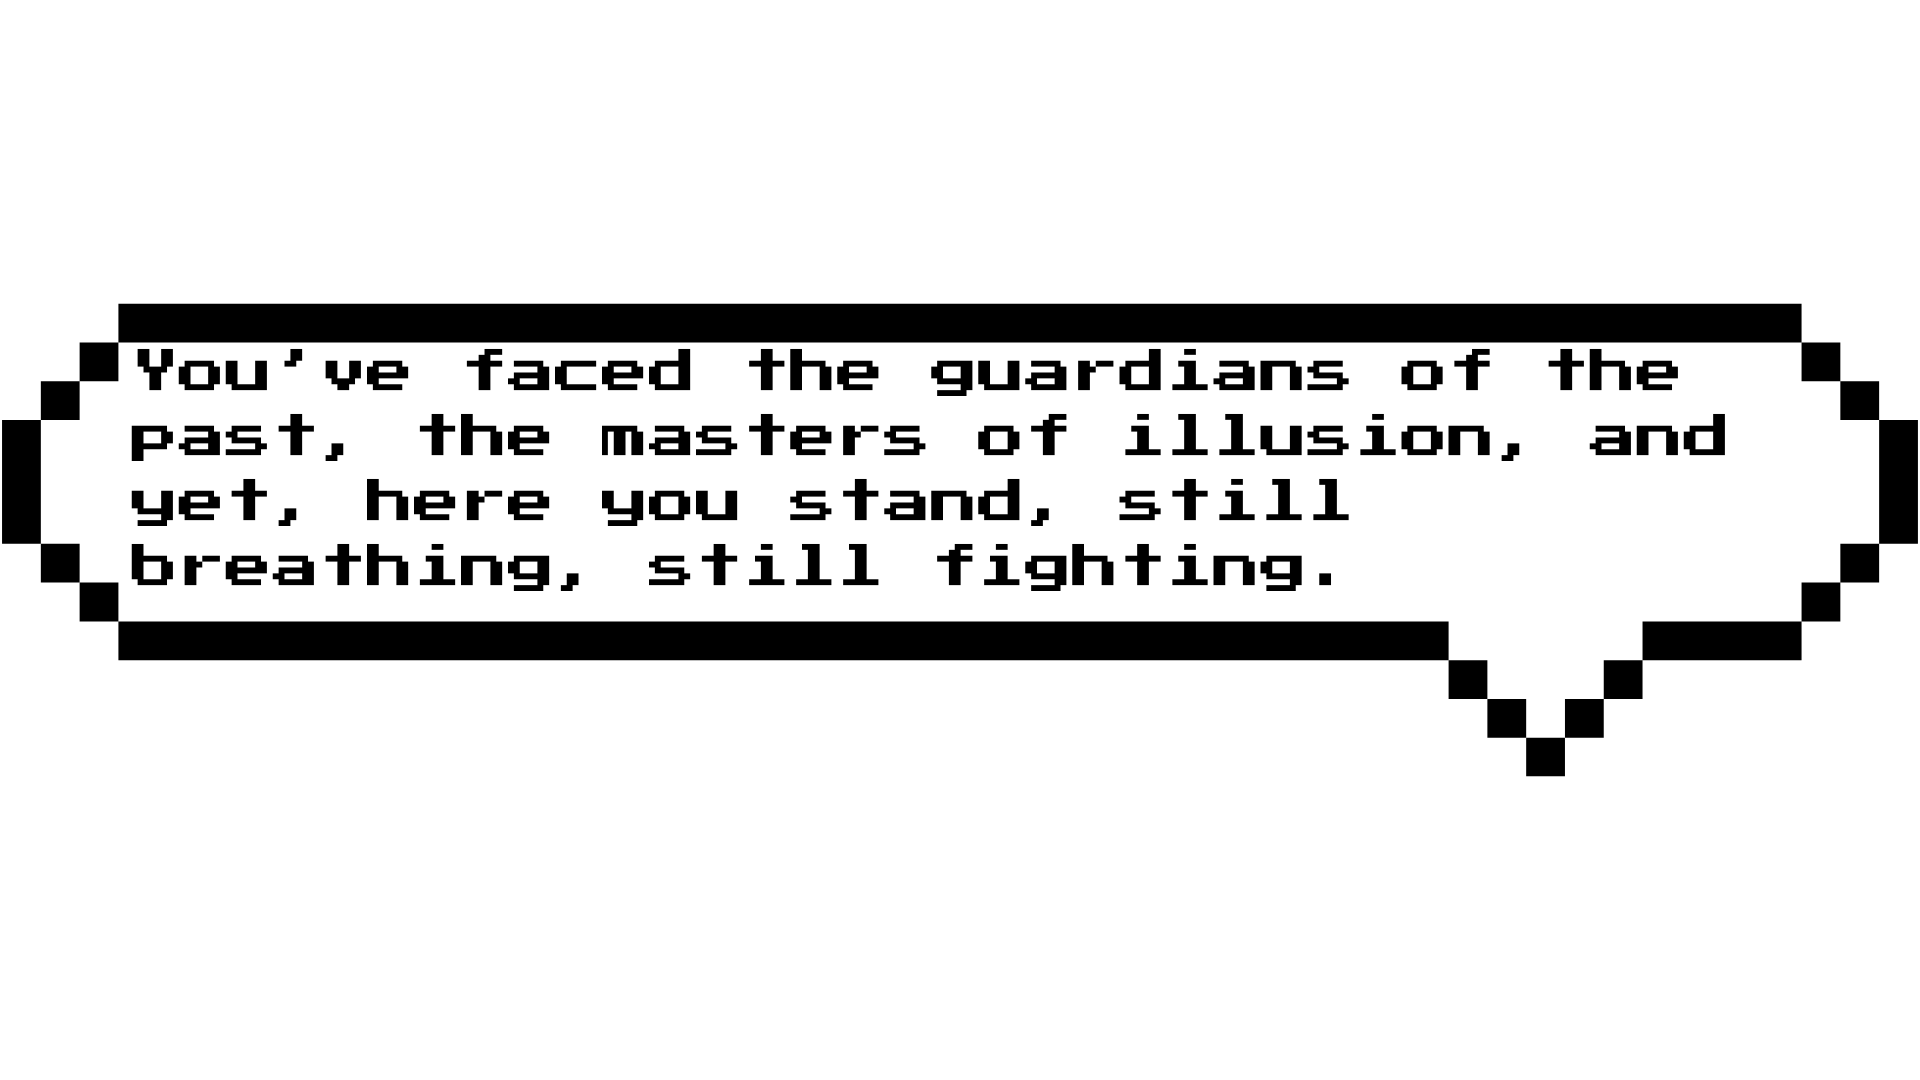 You've faced the guardians of the
past, the masters of illusion, and
yet, here you stand, still
breathing, still fighting.